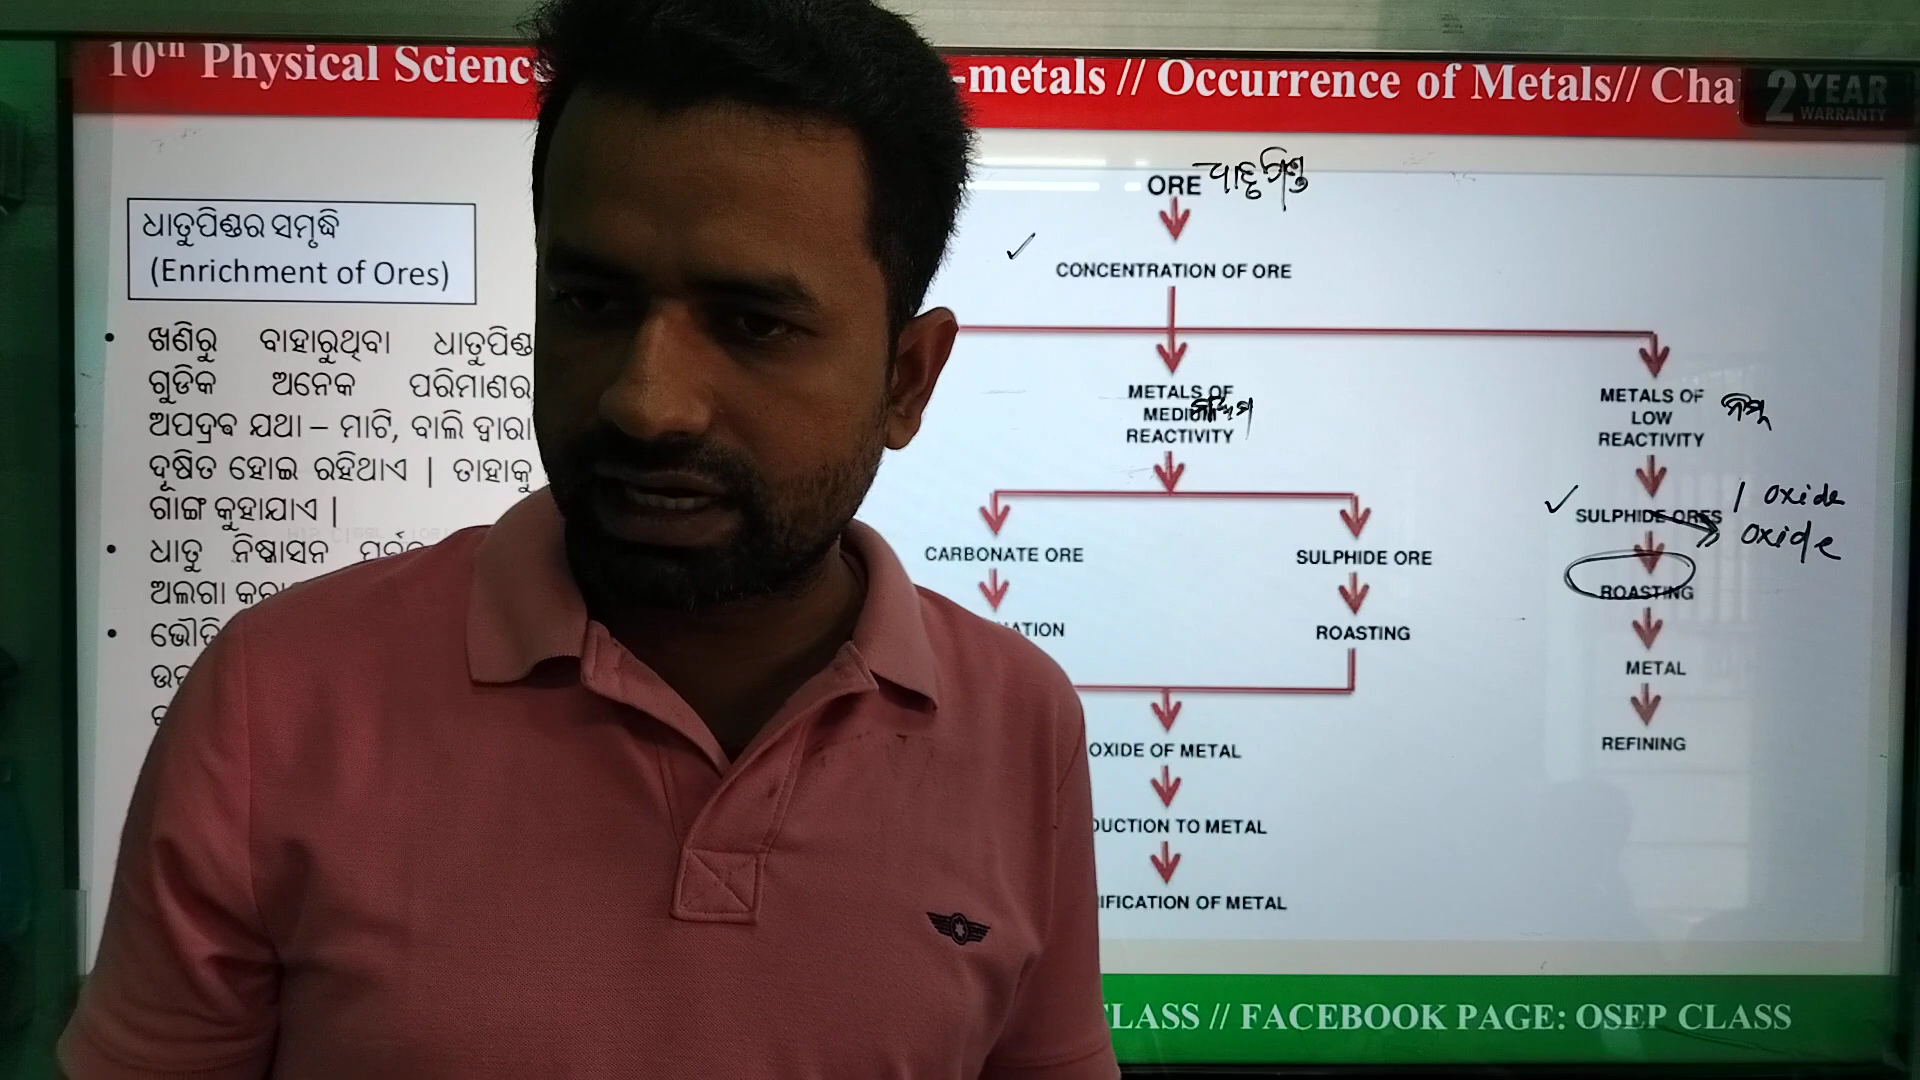 10th Physical Scienc
-metals // Occurrence of Metals// Cha
2 YEAR
WARRANTY
ଧାତୁପିଣ୍ଡର ସମୃଦ୍ଧି
(Enrichment of Ores)
• ଖଣିରୁ ବାହାରୁଥିବା ଧାତୁପିଣ୍ଡ
ଗୁଡିକ ଅନେକ ପରିମାଣର
ଅପଦ୍ରବ ଯଥା – ମାଟି, ବାଲି ଦ୍ୱାରା
ଦୂଷିତ ହୋଇ ରହିଥାଏ | ତାହାକୁ
ଗାଙ୍ଗ କୁହାଯାଏ |
• ଧାତୁ ନିଷ୍କାସନ
ଅଲଗା
ORE ଧାତୁପିଣ୍ଡ
CONCENTRATION OF ORE
METALS OF
MEDIUM
REACTIVITY
METALS OF
LOW
REACTIVITY
ନିମ୍ନ
CARBONATE ORE
SULPHIDE ORE
SULPHIDE ORES
/ Oxide
Oxide
ATION
ROASTING
ROASTING
METAL
REFINING
OXIDE OF METAL
DUCTION TO METAL
IFICATION OF METAL
LASS // FACEBOOK PAGE: OSEP CLASS